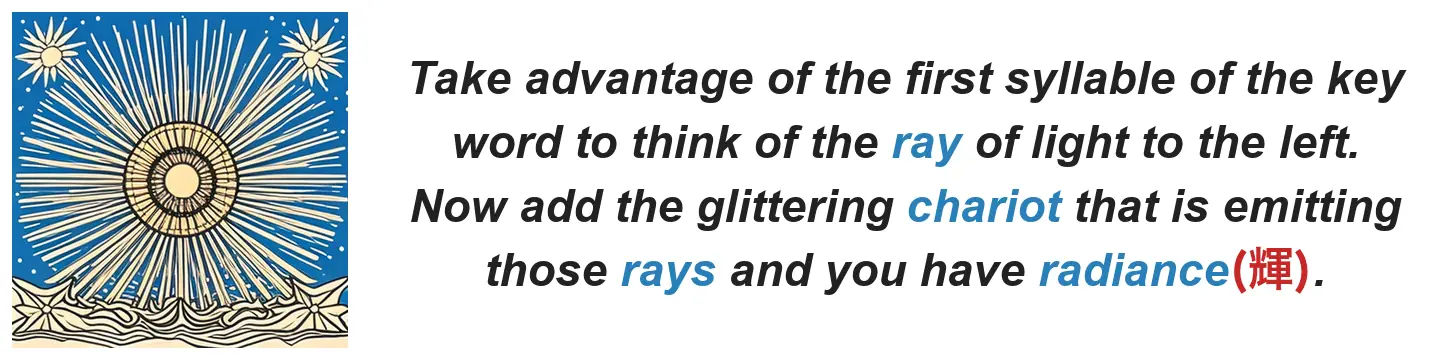 Take advantage of the first syllable of the key
word to think of the ray of light to the left.
Now add the glittering chariot that is emitting
those rays and you have radiance(輝).